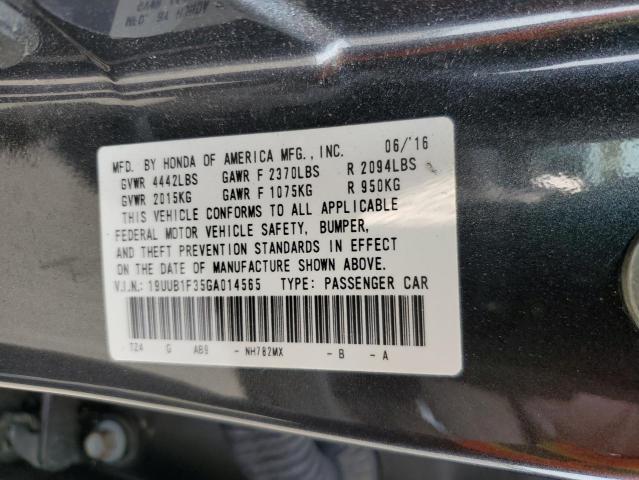 MFD. BY HONDA OF AMERICA MFG., INC. 06/'16
GVWR 4442LBS GAWR F 2370LBS R 2094LBS
GVWR 2015KG GAWR F 1075KG R 950KG
THIS VEHICLE CONFORMS TO ALL APPLICABLE
FEDERAL MOTOR VEHICLE SAFETY, BUMPER,
AND THEFT PREVENTION STANDARDS IN EFFECT
ON THE DATE OF MANUFACTURE SHOWN ABOVE.
V.I.N.: 19UUB1F35GA014565 TYPE: PASSENGER CAR
TZ4 G AB9 -NH782MX -B -A